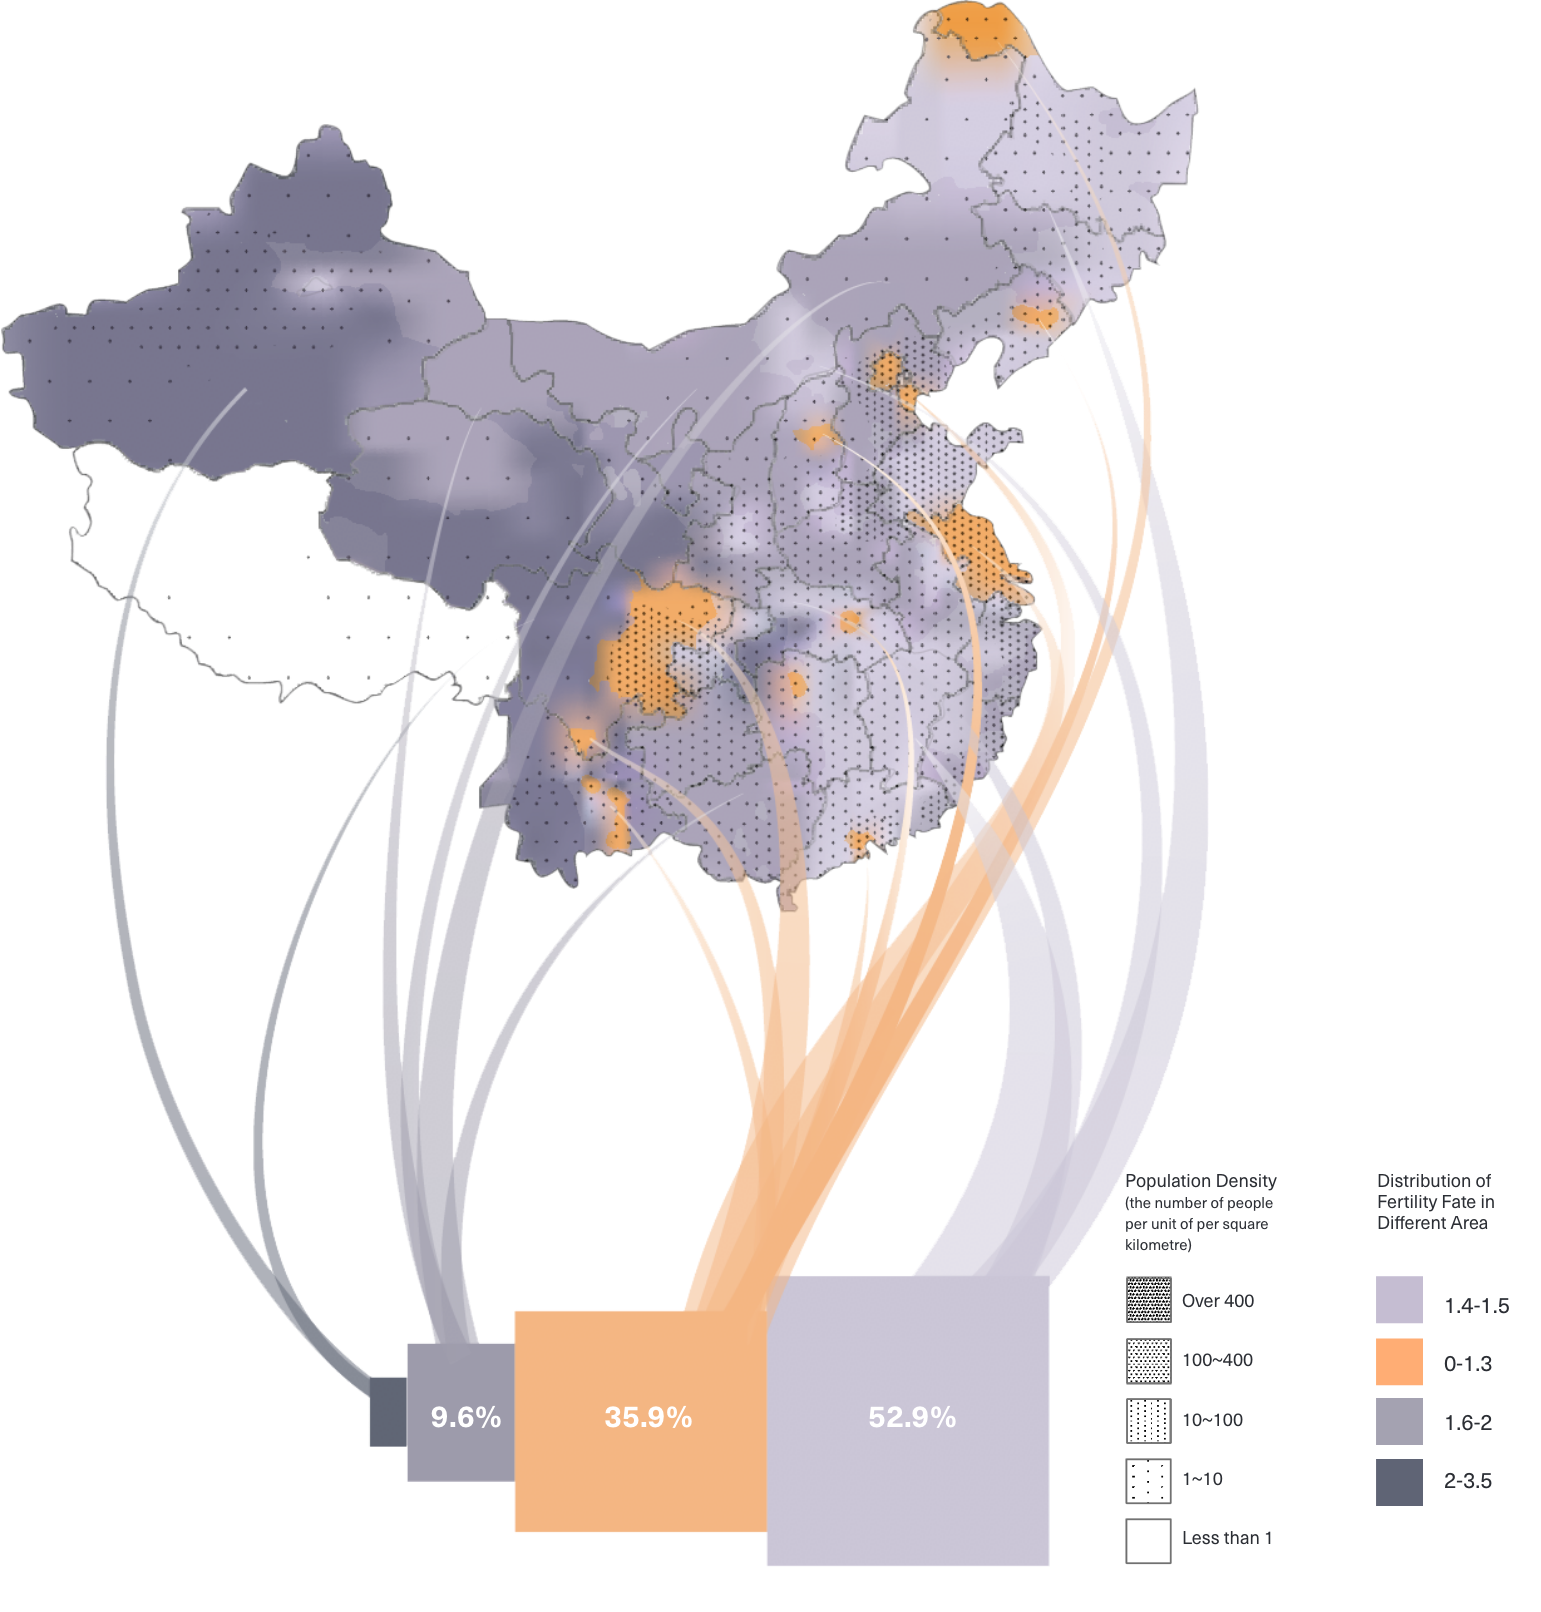 Population Density
(the number of people
per unit of per square
kilometre)
Over 400
100~400
10~100
1~10
Less than 1
Distribution of
Fertility Fate in
Different Area
1.4-1.5
0-1.3
1.6-2
2-3.5
9.6%
35.9%
52.9%